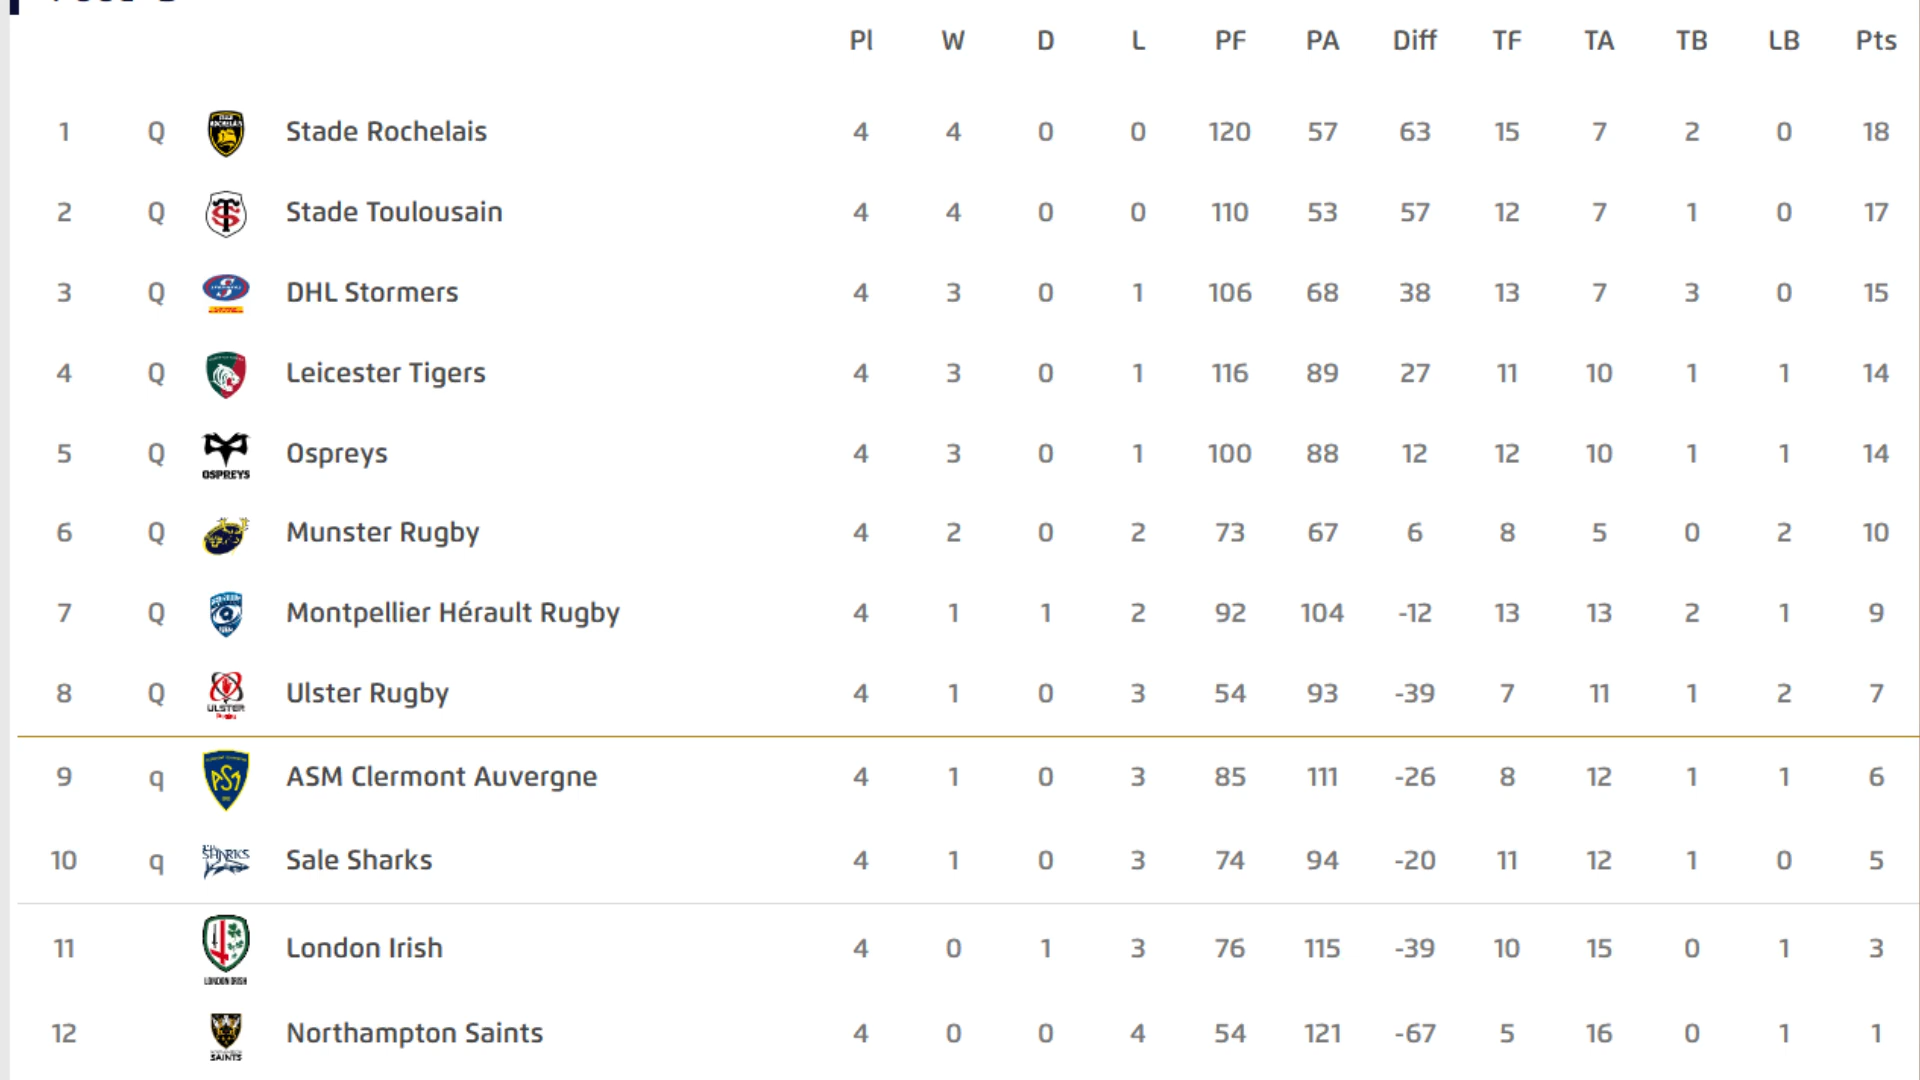 Pl W D L PF PA Diff TF TA TB LB Pts
1 Q Stade Rochelais 4 4 0 0 120 57 63 15 7 2 0 18
2 Q Stade Toulousain 4 4 0 0 110 53 57 12 7 1 0 17
3 Q DHL Stormers 4 3 0 1 106 68 38 13 7 3 0 15
4 Q Leicester Tigers 4 3 0 1 116 89 27 11 10 1 1 14
5 Q OSPREYS Ospreys 4 3 0 1 100 88 12 12 10 1 1 14
6 Q Munster Rugby 4 2 0 2 73 67 6 8 5 0 2 10
7 Q Montpellier Hérault Rugby 4 1 1 2 92 104 -12 13 13 2 1 9
8 Q ULSTER Ulster Rugby 4 1 0 3 54 93 -39 7 11 1 2 7
9 q ASM ASM Clermont Auvergne 4 1 0 3 85 111 -26 8 12 1 1 6
10 q SHARKS Sale Sharks 4 1 0 3 74 94 -20 11 12 1 0 5
11 LONDON IRISH London Irish 4 0 1 3 76 115 -39 10 15 0 1 3
12 SAINTS Northampton Saints 4 0 0 4 54 121 -67 5 16 0 1 1